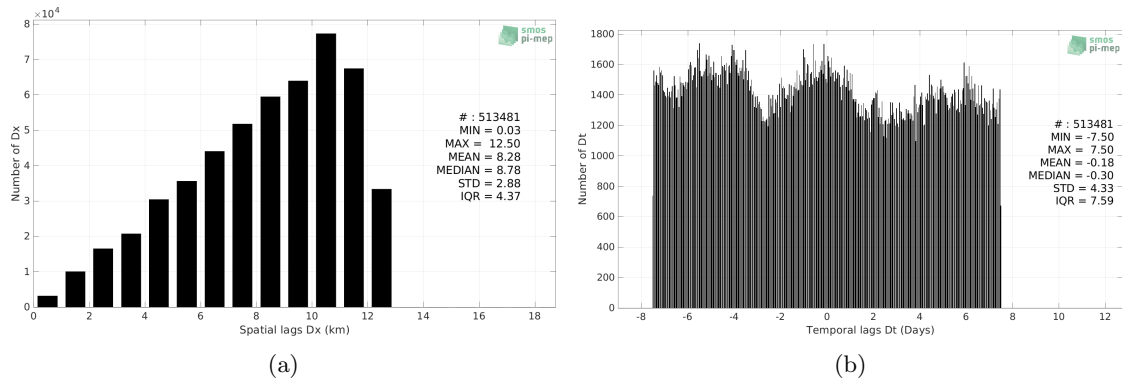 ×10⁴
8
7
6
5
4
3
2
1
0
Number of Dx
smos
pi-mep
# : 513481
MIN = 0.03
MAX = 12.50
MEAN = 8.28
MEDIAN = 8.78
STD = 2.88
IQR = 4.37
0 2 4 6 8 10 12 14 16 18
Spatial lags Dx (km)
(a)
1800
1600
1400
1200
1000
800
600
400
200
0
Number of Dt
smos
pi-mep
# : 513481
MIN = -7.50
MAX = 7.50
MEAN = -0.18
MEDIAN = -0.30
STD = 4.33
IQR = 7.59
-8 -6 -4 -2 0 2 4 6 8 10 12
Temporal lags Dt (Days)
(b)